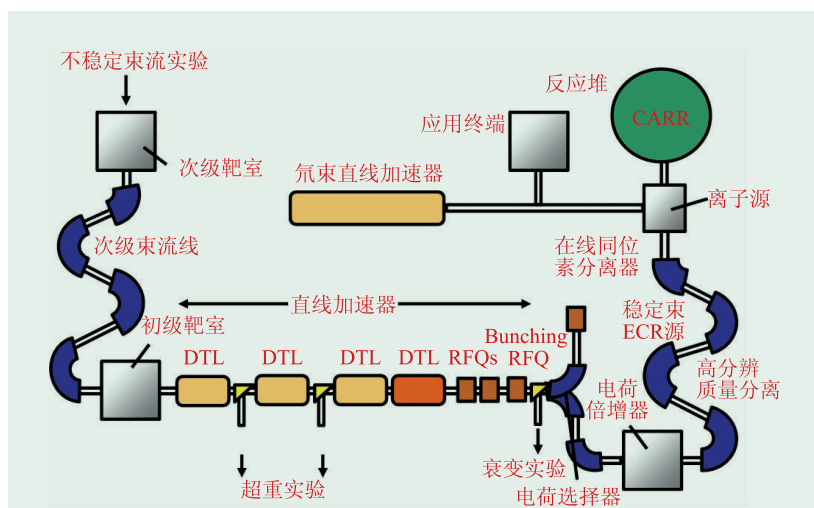 不稳定束流实验
反应堆
CARR
应用终端
次级靶室
氘束直线加速器
离子源
次级束流线
在线同位
素分离器
直线加速器
稳定束
ECR源
初级靶室
Bunching
RFQ
DTL
DTL
DTL
DTL
RFQs
高分辨
质量分离
电荷
倍增器
衰变实验
超重实验
电荷选择器